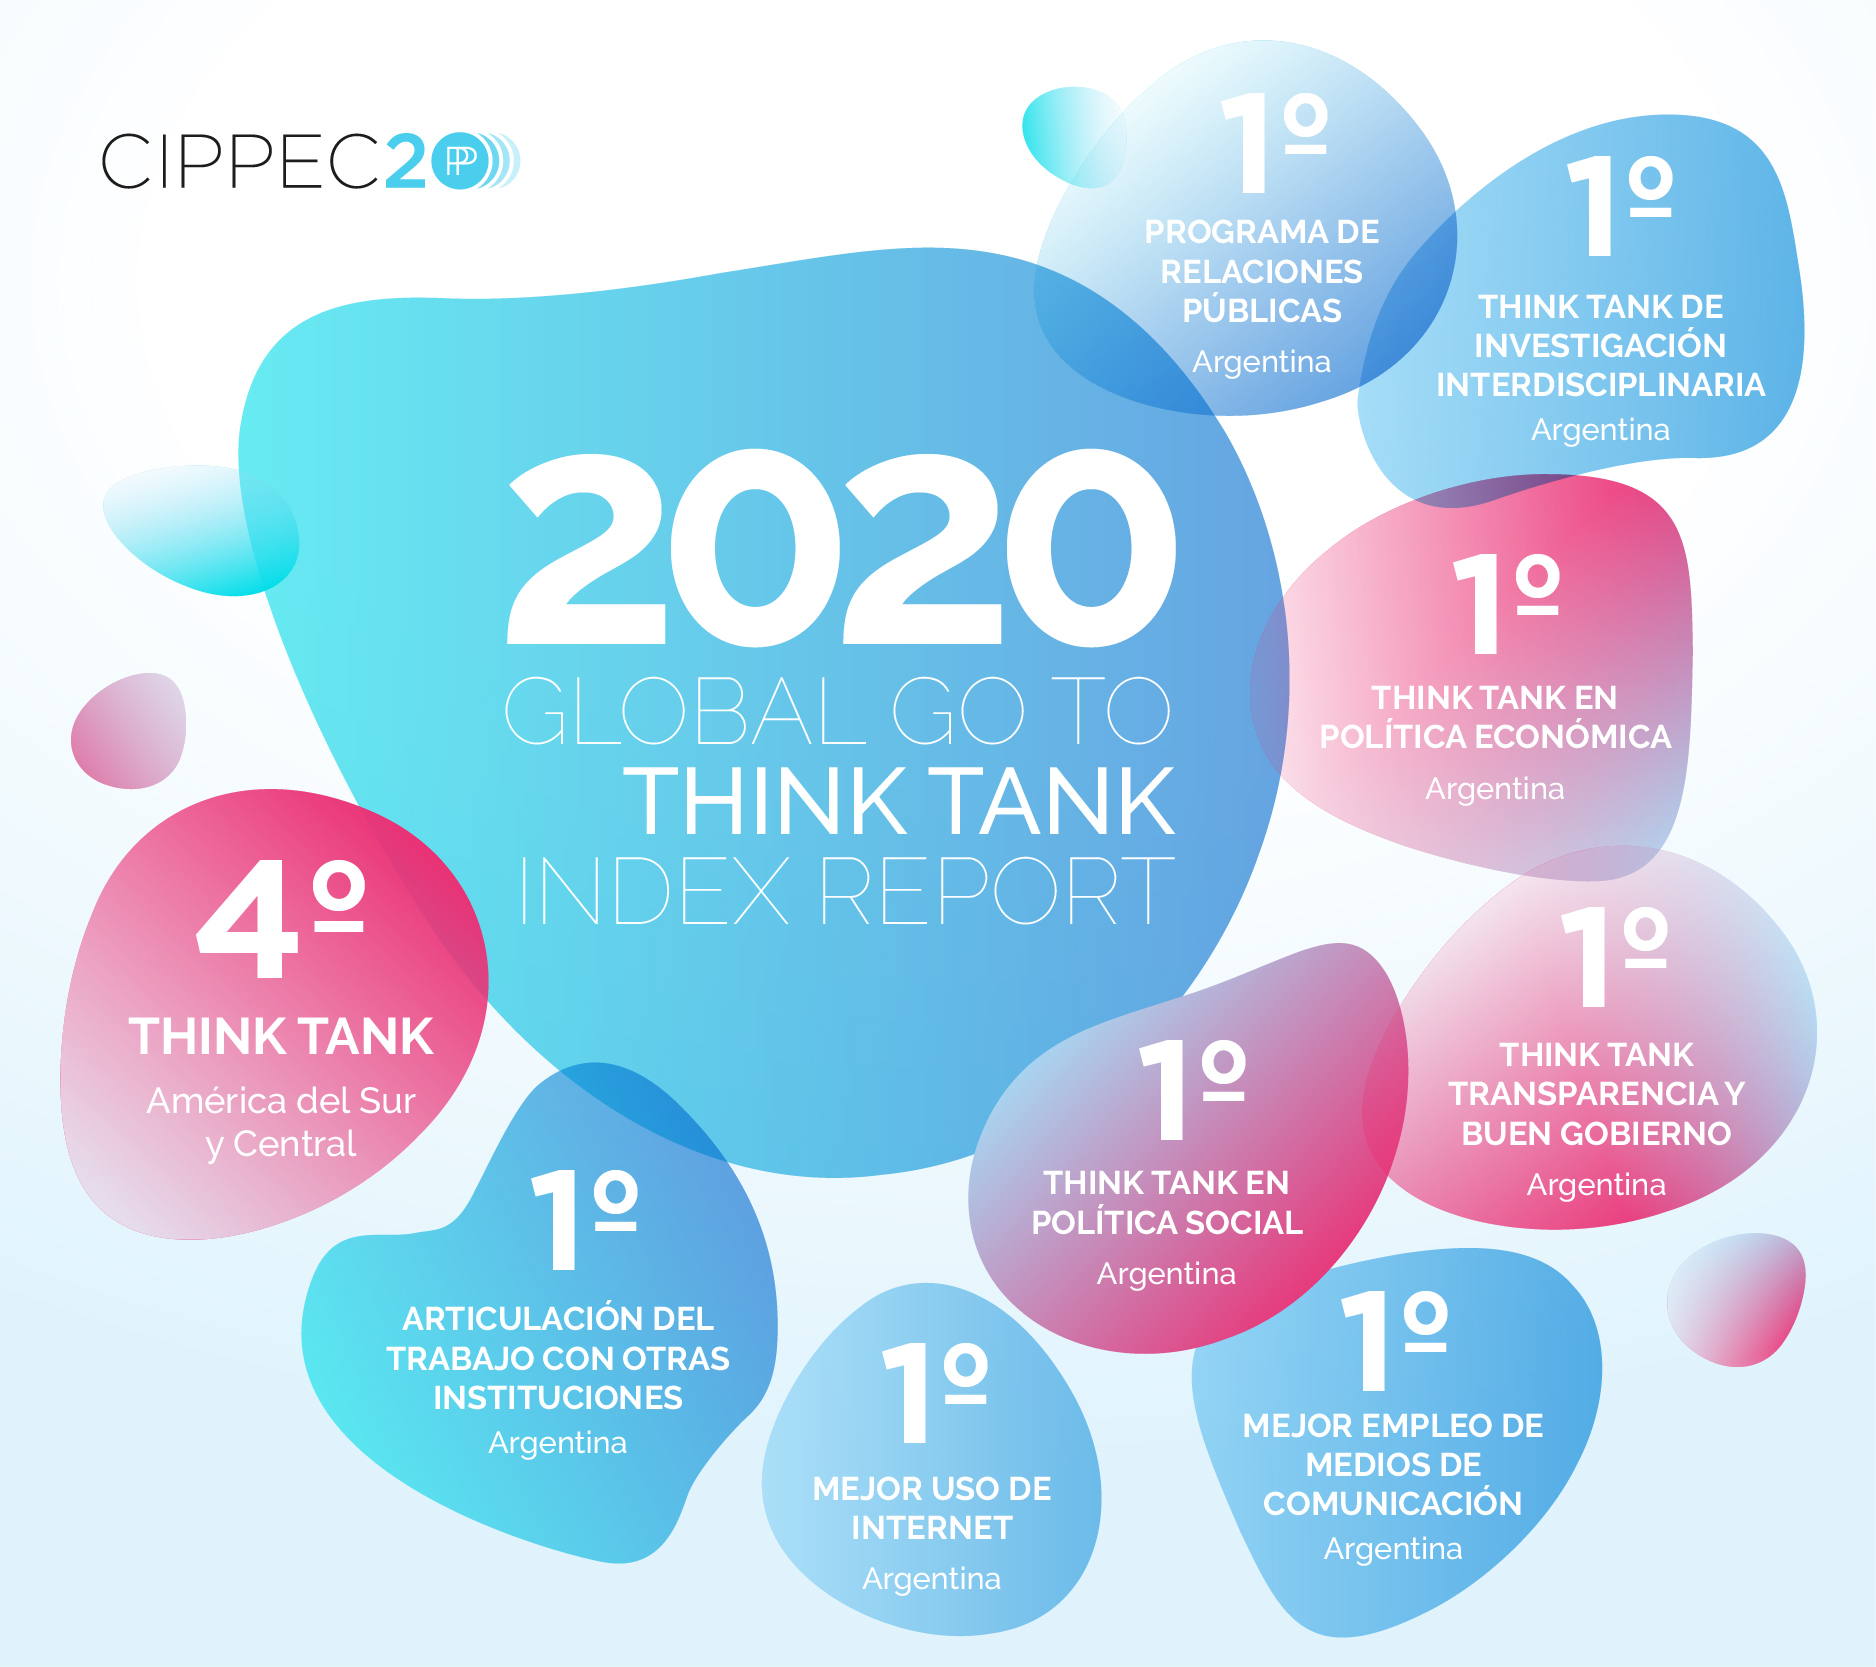 CIPPEC20 PP
2020
GLOBAL GO TO
THINK TANK
INDEX REPORT
1º
PROGRAMA DE
RELACIONES
PÚBLICAS
Argentina
1º
THINK TANK DE
INVESTIGACIÓN
INTERDISCIPLINARIA
Argentina
1º
THINK TANK EN
POLÍTICA ECONÓMICA
Argentina
1º
THINK TANK
TRANSPARENCIA Y
BUEN GOBIERNO
Argentina
1º
THINK TANK EN
POLÍTICA SOCIAL
Argentina
1º
MEJOR EMPLEO DE
MEDIOS DE
COMUNICACIÓN
Argentina
1º
MEJOR USO DE
INTERNET
Argentina
1º
ARTICULACIÓN DEL
TRABAJO CON OTRAS
INSTITUCIONES
Argentina
4º
THINK TANK
América del Sur
y Central